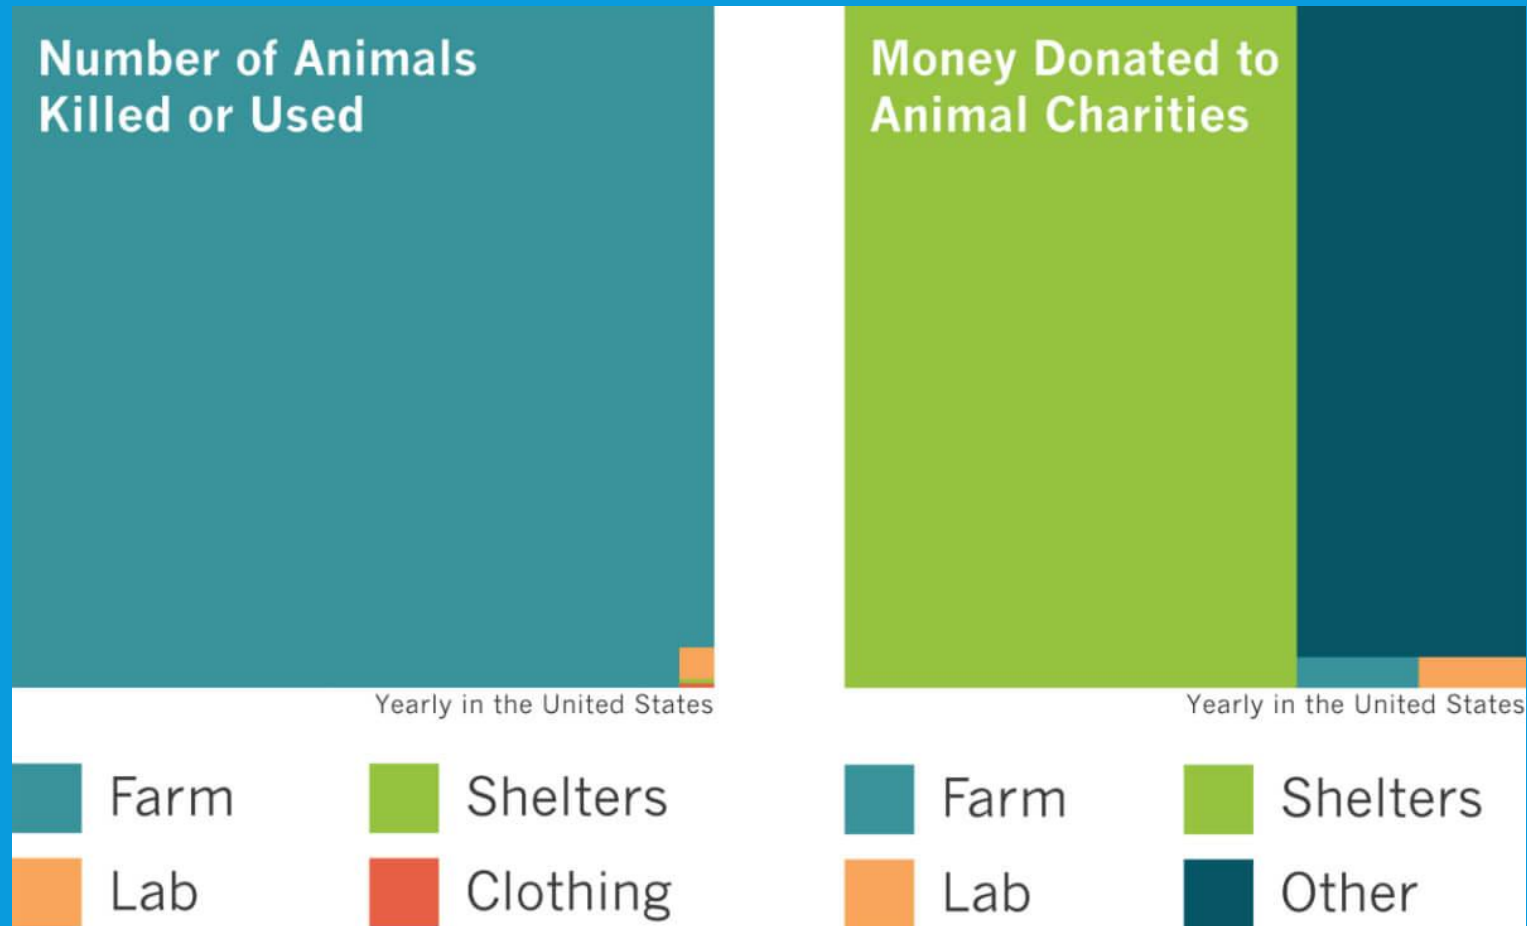 Number of Animals
Killed or Used
Yearly in the United States
Farm
Shelters
Lab
Clothing
Money Donated to
Animal Charities
Yearly in the United States
Farm
Shelters
Lab
Other